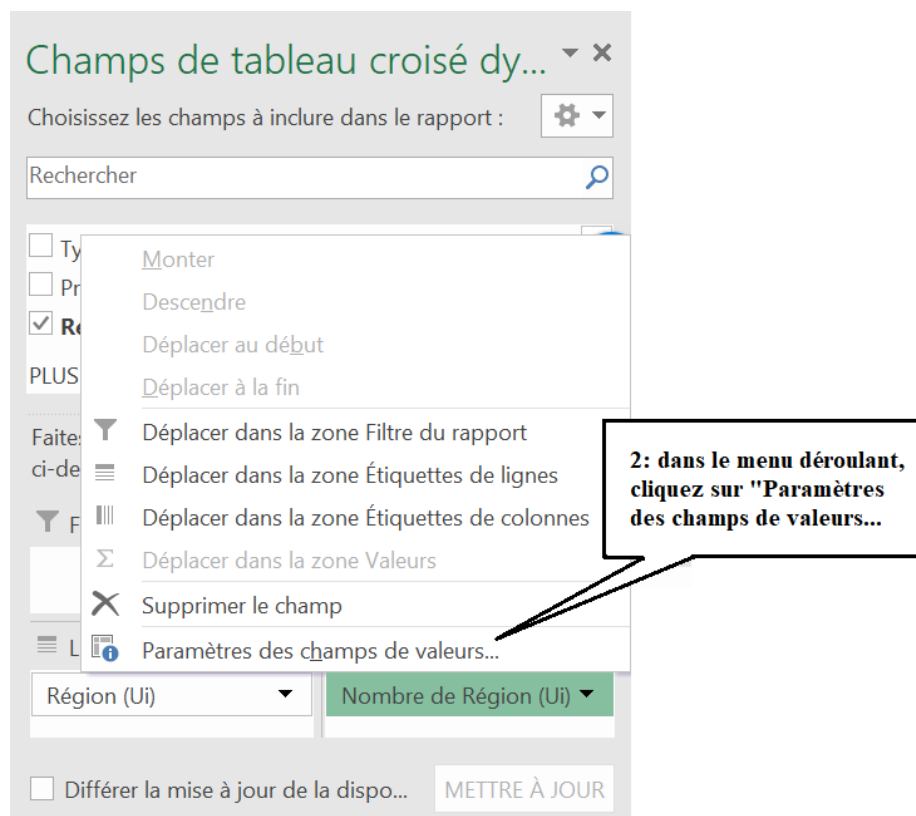 Champs de tableau croisé dy...
Choisissez les champs à inclure dans le rapport :
Rechercher
Ty
Pr
Ré
PLUS
Monter
Descendre
Déplacer au début
Déplacer à la fin
Faites
ci-de
Déplacer dans la zone Filtre du rapport
Déplacer dans la zone Étiquettes de lignes
Déplacer dans la zone Étiquettes de colonnes
F
Σ Déplacer dans la zone Valeurs
Supprimer le champ
L
Paramètres des champs de valeurs...
2: dans le menu déroulant,
cliquez sur "Paramètres
des champs de valeurs...
Région (Ui)
Nombre de Région (Ui)
Différer la mise à jour de la dispo...
METTRE À JOUR